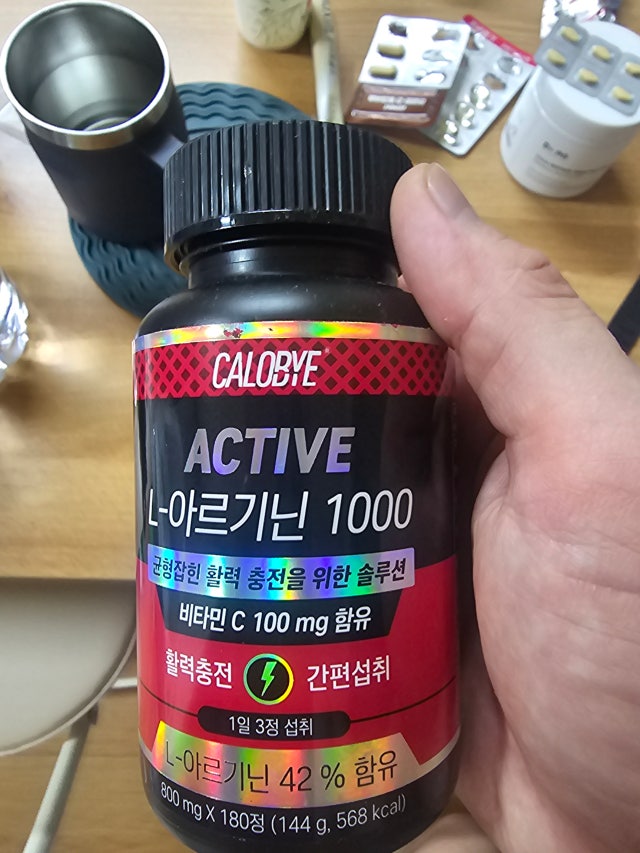 CALOBYE
ACTIVE
L-아르기닌 1000
균형잡힌 활력 충전을 위한 솔루션
비타민 C 100 mg 함유
활력충전 간편섭취
1일 3정 섭취
L-아르기닌 42 % 함유
800 mg X 180정 (144 g, 568 kcal)